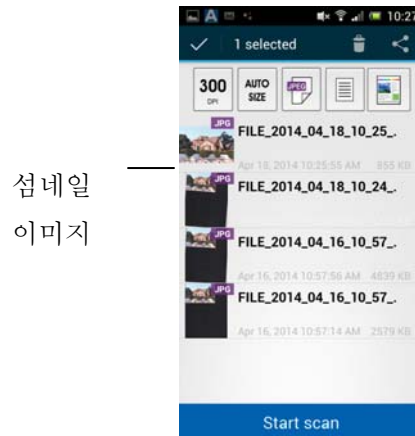 10:27
1 selected
300
DPI
AUTO
SIZE
JPEG
섬네일
이미지
JPG
FILE_2014_04_18_10_25_.
Apr 18, 2014 10:25:55 AM 855 KB
JPG
FILE_2014_04_18_10_24_.
JPG
FILE_2014_04_16_10_57_.
Apr 16, 2014 10:57:56 AM 4839 KB
JPG
FILE_2014_04_16_10_57_.
Apr 16, 2014 10:57:14 AM 2579 KB
Start scan